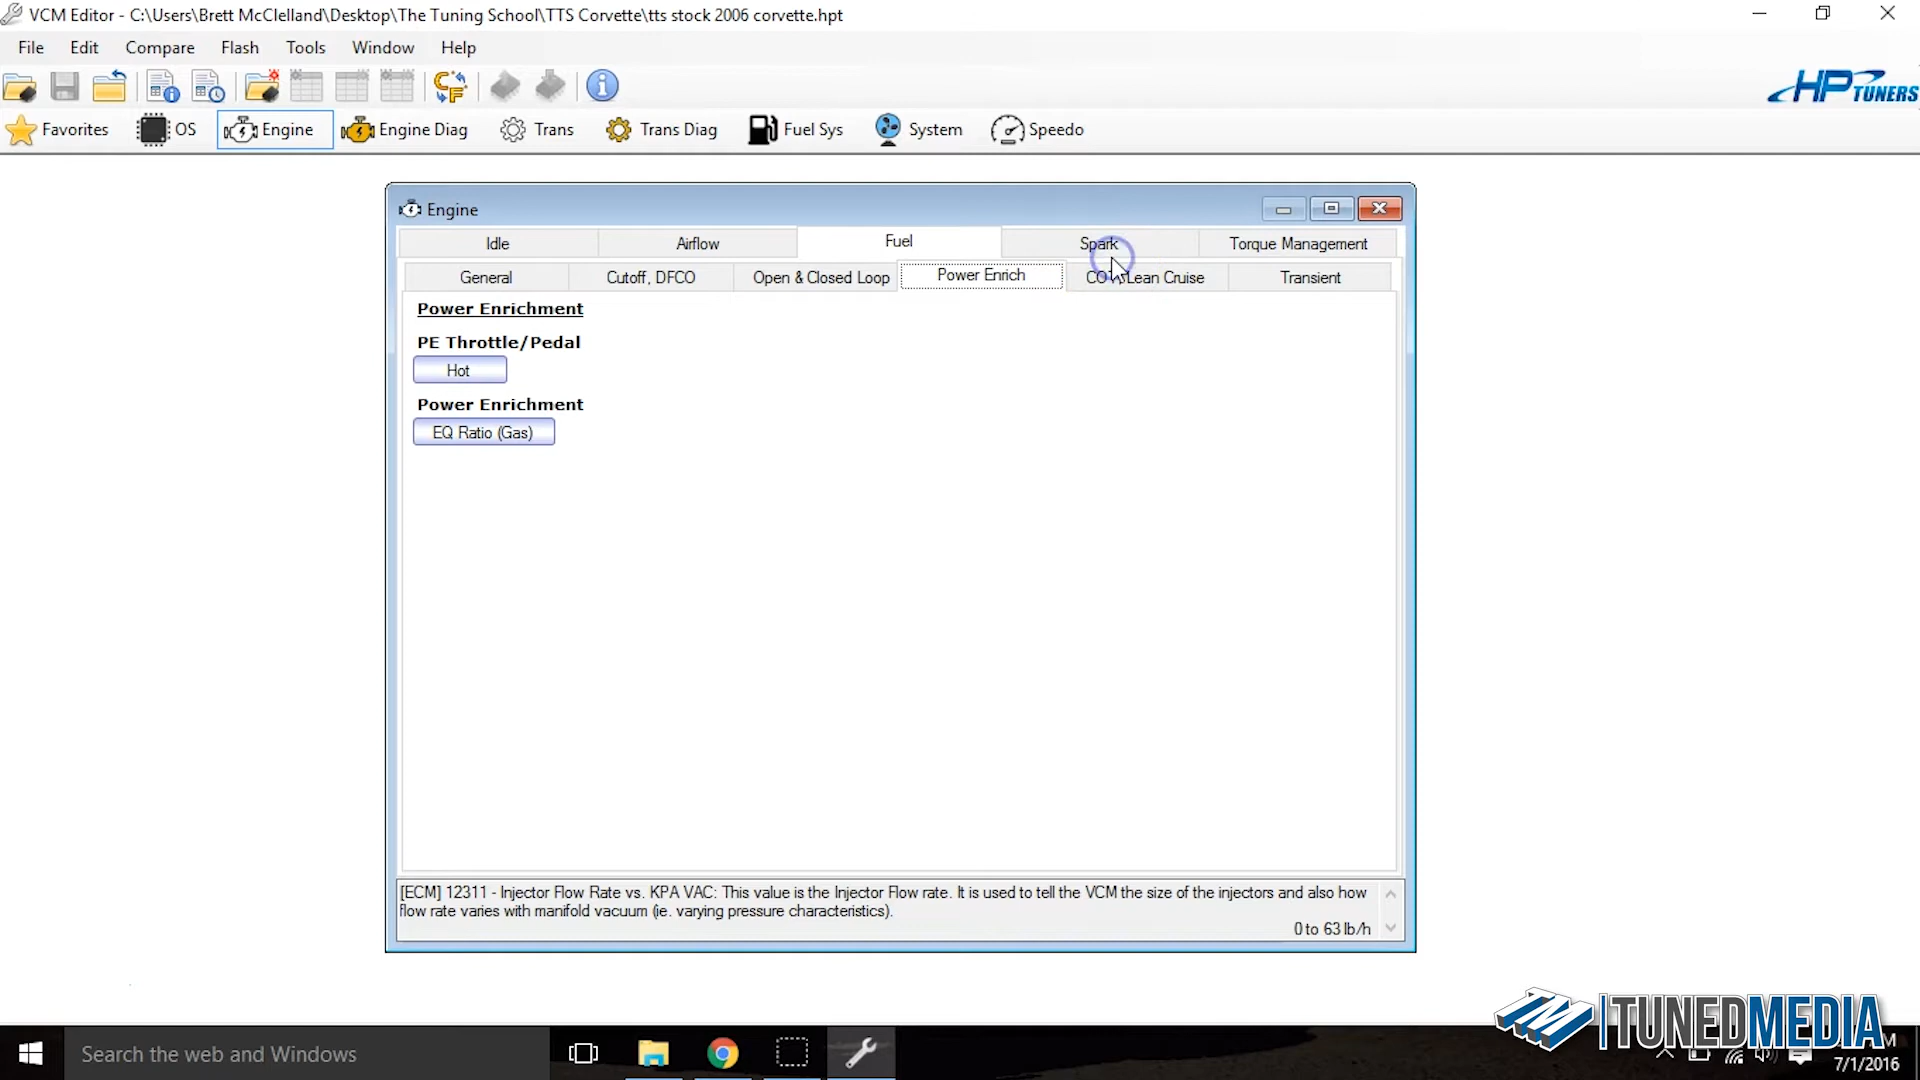 VCM Editor - C:\Users\Brett McClelland\Desktop\The Tuning School\TTS Corvette\tts stock 2006 corvette.hpt
File Edit Compare Flash Tools Window Help
HP TUNERS
Favorites OS Engine Engine Diag Trans Trans Diag Fuel Sys System Speedo
Engine
Idle Airflow Fuel Spark Torque Management
General Cutoff, DFCO Open & Closed Loop Power Enrich Lean Cruise Transient
Power Enrichment
PE Throttle/Pedal
Hot
Power Enrichment
EQ Ratio (Gas)
[ECM] 12311 - Injector Flow Rate vs. KPA VAC: This value is the Injector Flow rate. It is used to tell the VCM the size of the injectors and also how
flow rate varies with manifold vacuum (ie. varying pressure characteristics).
0 to 63 lb/h
TUNEDMEDIA
Search the web and Windows
7/1/2016